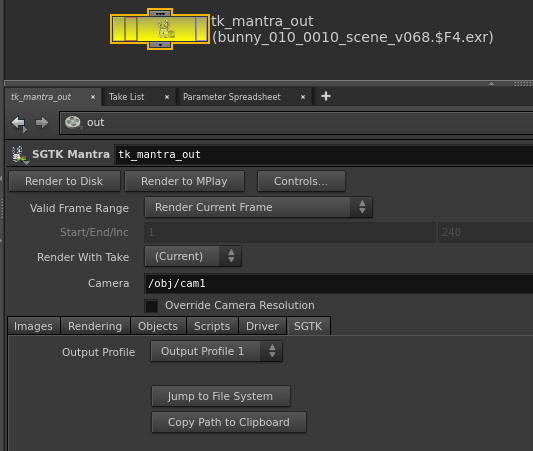 tk_mantra_out
(bunny_010_0010_scene_v068.$F4.exr)
tk_mantra_out × Take List × Parameter Spreadsheet × +
out
SGTK Mantra tk_mantra_out
Render to Disk Render to MPlay Controls...
Valid Frame Range Render Current Frame
Start/End/Inc 1 240
Render With Take (Current)
Camera /obj/cam1
Override Camera Resolution
Images Rendering Objects Scripts Driver SGTK
Output Profile Output Profile 1
Jump to File System
Copy Path to Clipboard